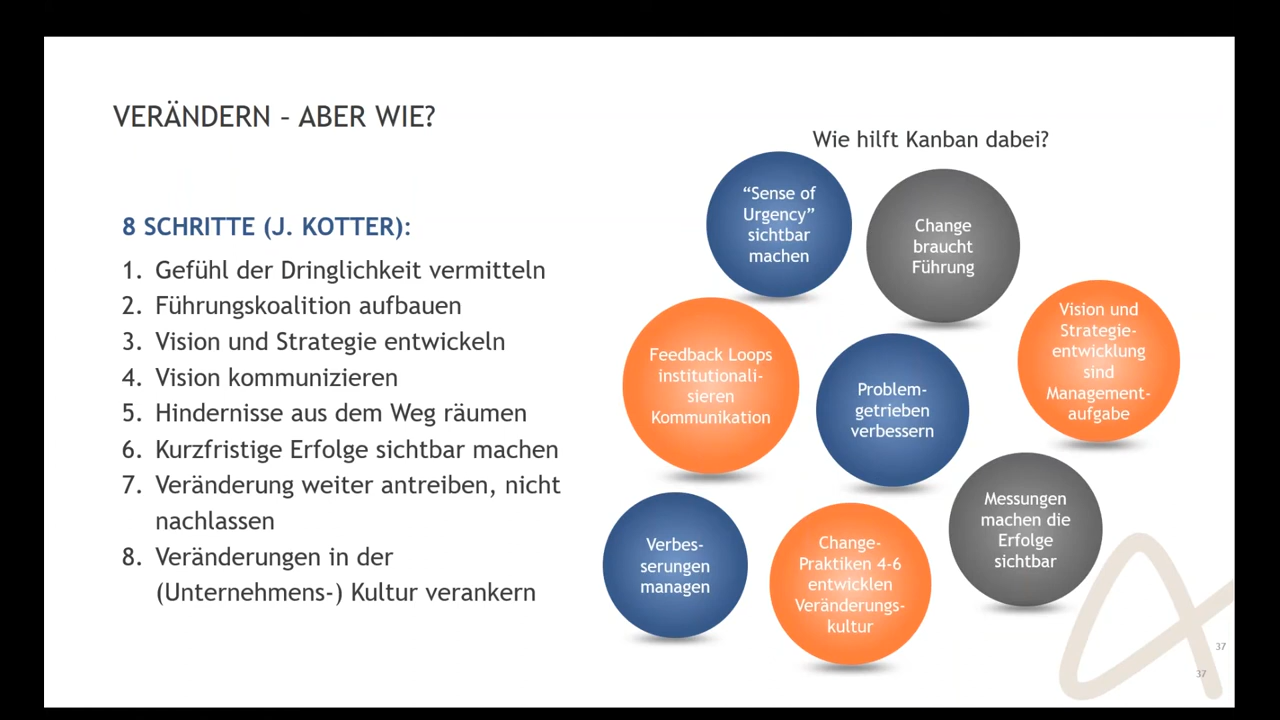 VERÄNDERN – ABER WIE?
Wie hilft Kanban dabei?
8 SCHRITTE (J. KOTTER):
1. Gefühl der Dringlichkeit vermitteln
2. Führungskoalition aufbauen
3. Vision und Strategie entwickeln
4. Vision kommunizieren
5. Hindernisse aus dem Weg räumen
6. Kurzfristige Erfolge sichtbar machen
7. Veränderung weiter antreiben, nicht
nachlassen
8. Veränderungen in der
(Unternehmens-) Kultur verankern
“Sense of
Urgency”
sichtbar
machen
Change
braucht
Führung
Vision und
Strategie-
entwicklung
sind
Management-
aufgabe
Feedback Loops
institutionali-
sieren
Kommunikation
Problem-
getrieben
verbessern
Messungen
machen die
Erfolge
sichtbar
Verbes-
serungen
managen
Change-
Praktiken 4-6
entwicklen
Veränderungs-
kultur
37
37